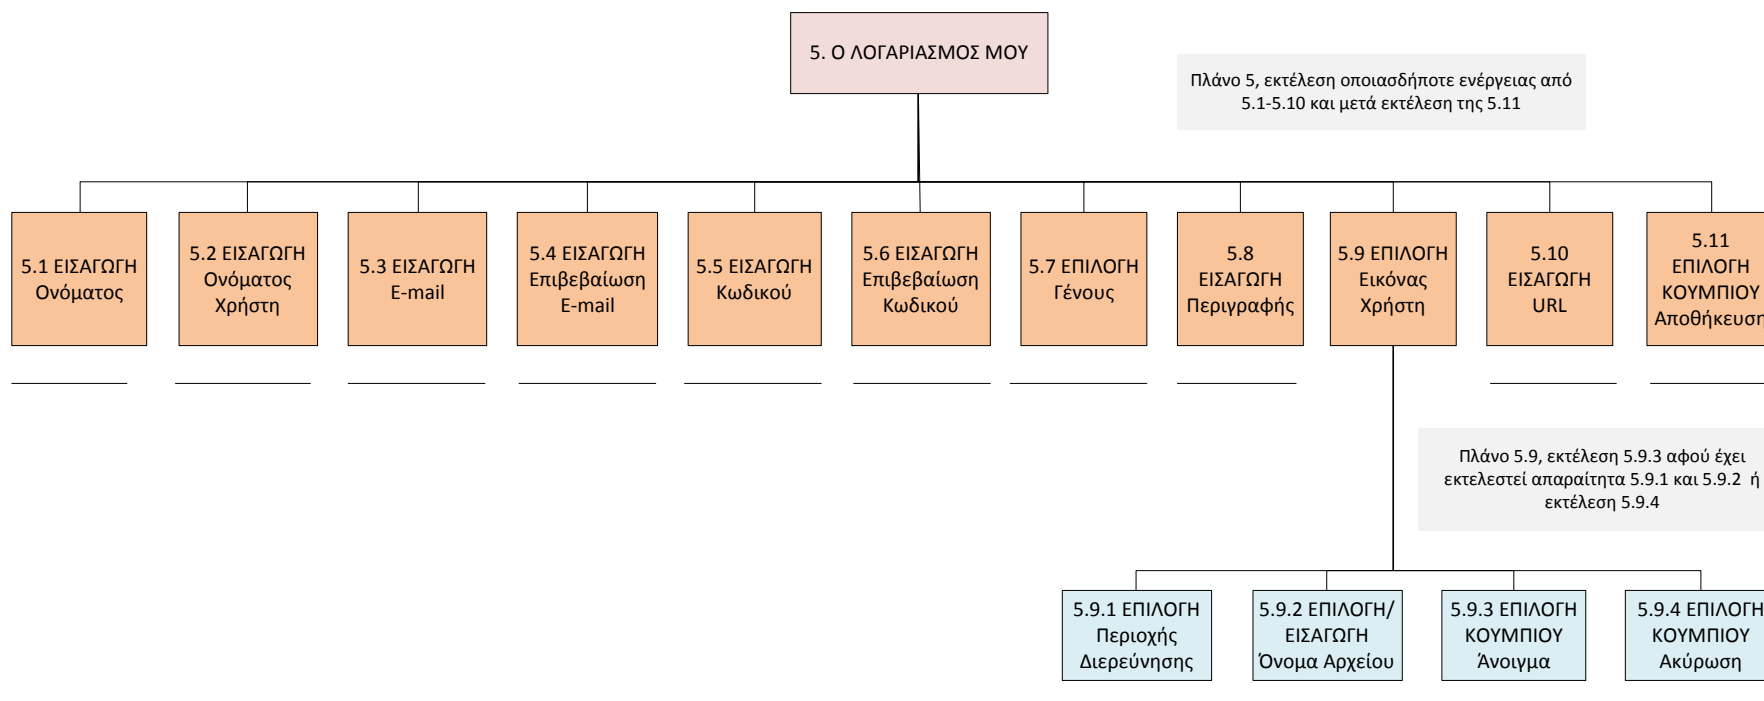 5. Ο ΛΟΓΑΡΙΑΣΜΟΣ ΜΟΥ
Πλάνο 5, εκτέλεση οποιασδήποτε ενέργειας από
5.1-5.10 και μετά εκτέλεση της 5.11
5.1 ΕΙΣΑΓΩΓΗ
Ονόματος
5.2 ΕΙΣΑΓΩΓΗ
Ονόματος
Χρήστη
5.3 ΕΙΣΑΓΩΓΗ
E-mail
5.4 ΕΙΣΑΓΩΓΗ
Επιβεβαίωση
E-mail
5.5 ΕΙΣΑΓΩΓΗ
Κωδικού
5.6 ΕΙΣΑΓΩΓΗ
Επιβεβαίωση
Κωδικού
5.7 ΕΠΙΛΟΓΗ
Γένους
5.8
ΕΙΣΑΓΩΓΗ
Περιγραφής
5.9 ΕΠΙΛΟΓΗ
Εικόνας
Χρήστη
5.10
ΕΙΣΑΓΩΓΗ
URL
5.11
ΕΠΙΛΟΓΗ
ΚΟΥΜΠΙΟΥ
Αποθήκευση
Πλάνο 5.9, εκτέλεση 5.9.3 αφού έχει
εκτελεστεί απαραίτητα 5.9.1 και 5.9.2 ή
εκτέλεση 5.9.4
5.9.1 ΕΠΙΛΟΓΗ
Περιοχής
Διερεύνησης
5.9.2 ΕΠΙΛΟΓΗ/
ΕΙΣΑΓΩΓΗ
Όνομα Αρχείου
5.9.3 ΕΠΙΛΟΓΗ
ΚΟΥΜΠΙΟΥ
Άνοιγμα
5.9.4 ΕΠΙΛΟΓΗ
ΚΟΥΜΠΙΟΥ
Ακύρωση